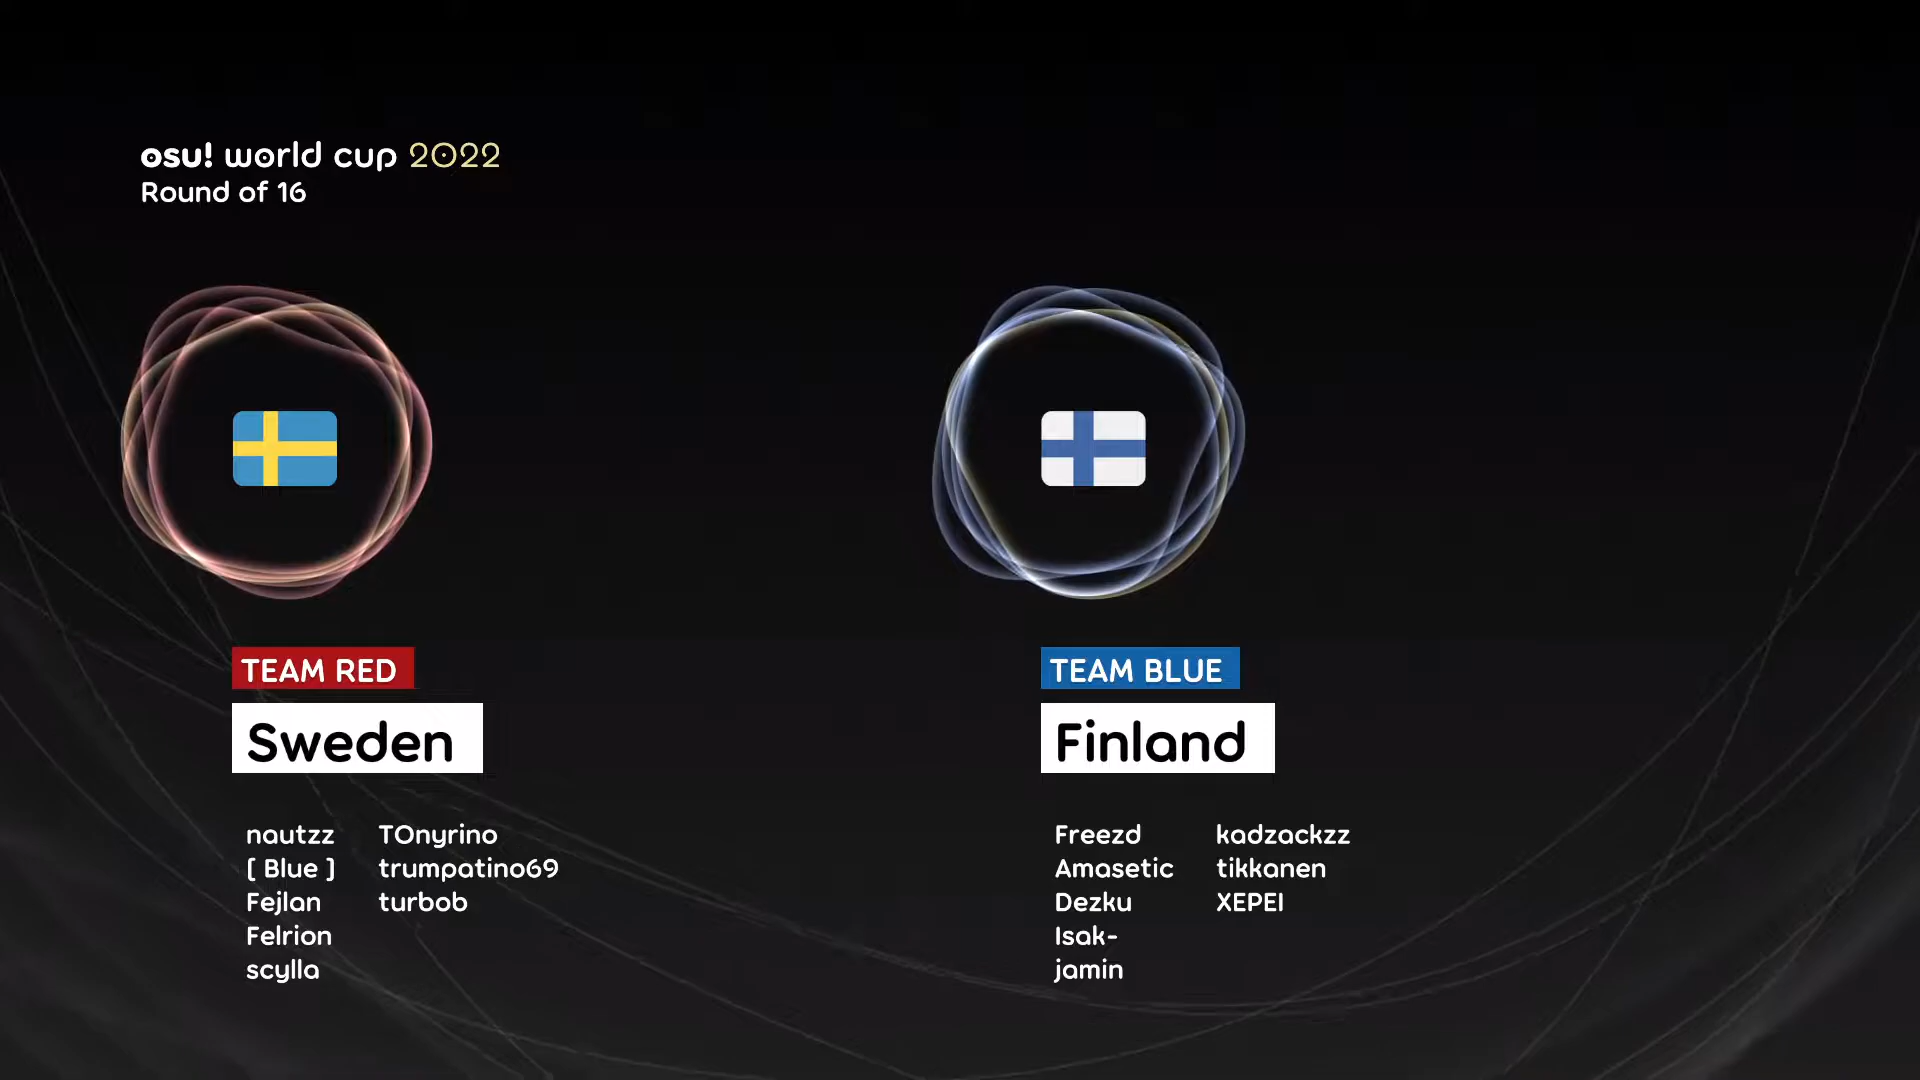 osu! world cup 2022
Round of 16
TEAM RED
Sweden
nautzz
[ Blue ]
Fejlan
Felrion
scylla
TOnyrino
trumpatino69
turbob
TEAM BLUE
Finland
Freezd
Amasetic
Dezku
Isak-
jamin
kadzackzz
tikkanen
XEPEI